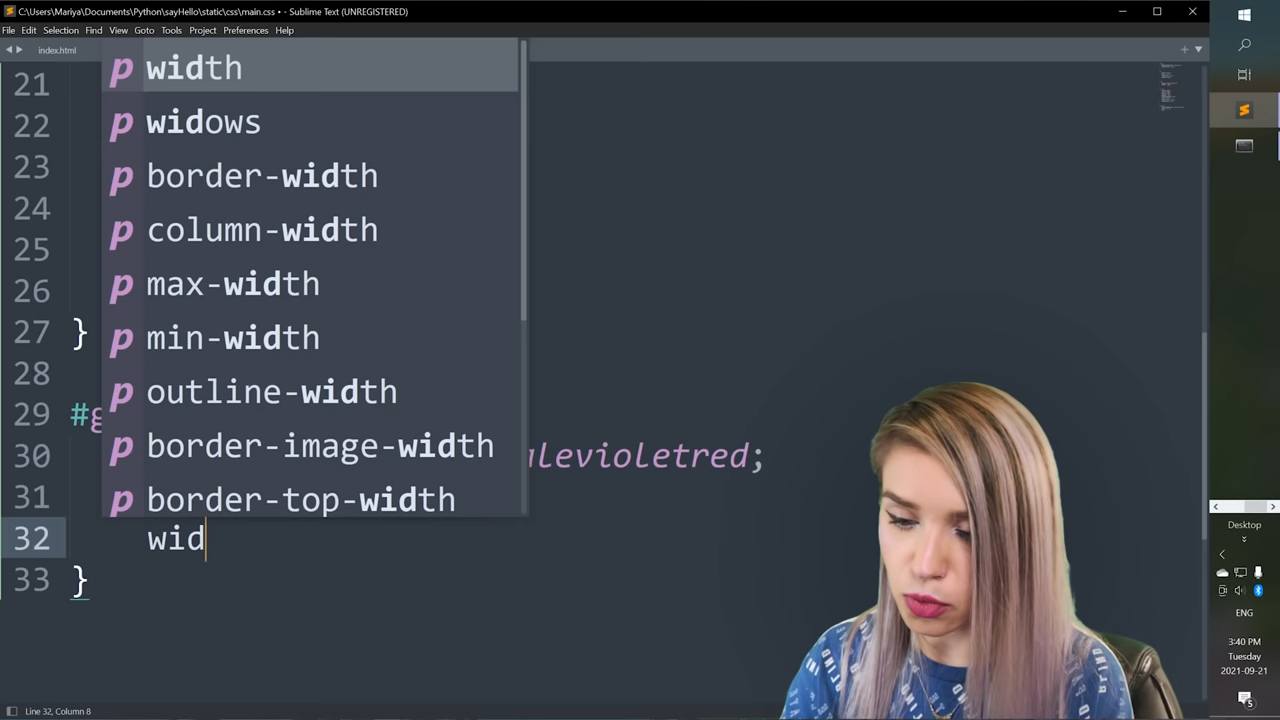 C:\Users\Mariya\Documents\Python\sayHello\static\css\main.css • - Sublime Text (UNREGISTERED)
File Edit Selection Find View Goto Tools Project Preferences Help
index.html
21
22
23
24
25
26
27 }
28
29 #g
30 alevioletred;
31
32 wid
33 }
p width
p widows
p border-width
p column-width
p max-width
p min-width
p outline-width
p border-image-width
p border-top-width
Line 32, Column 8
Desktop
ENG
3:40 PM
Tuesday
2021-09-21
5
GRIND